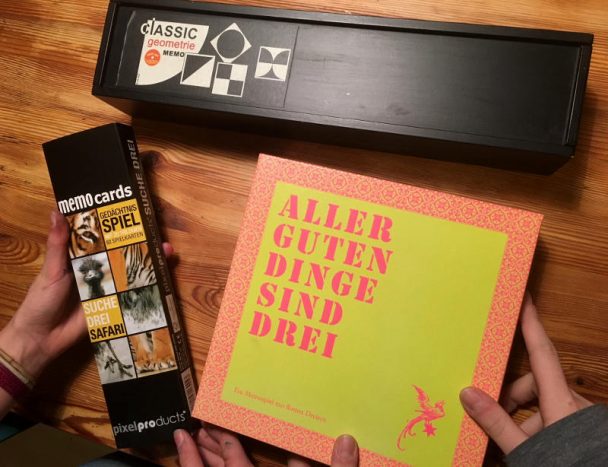 cLASSIC
geometrie
MEMO
memo cards
GEDÄCHTNIS
SPIEL
SUCHE
DREI
SAFARI
pixelproducts
SUCHE DREI
ALLER
GUTEN
DINGE
SIND
DREI